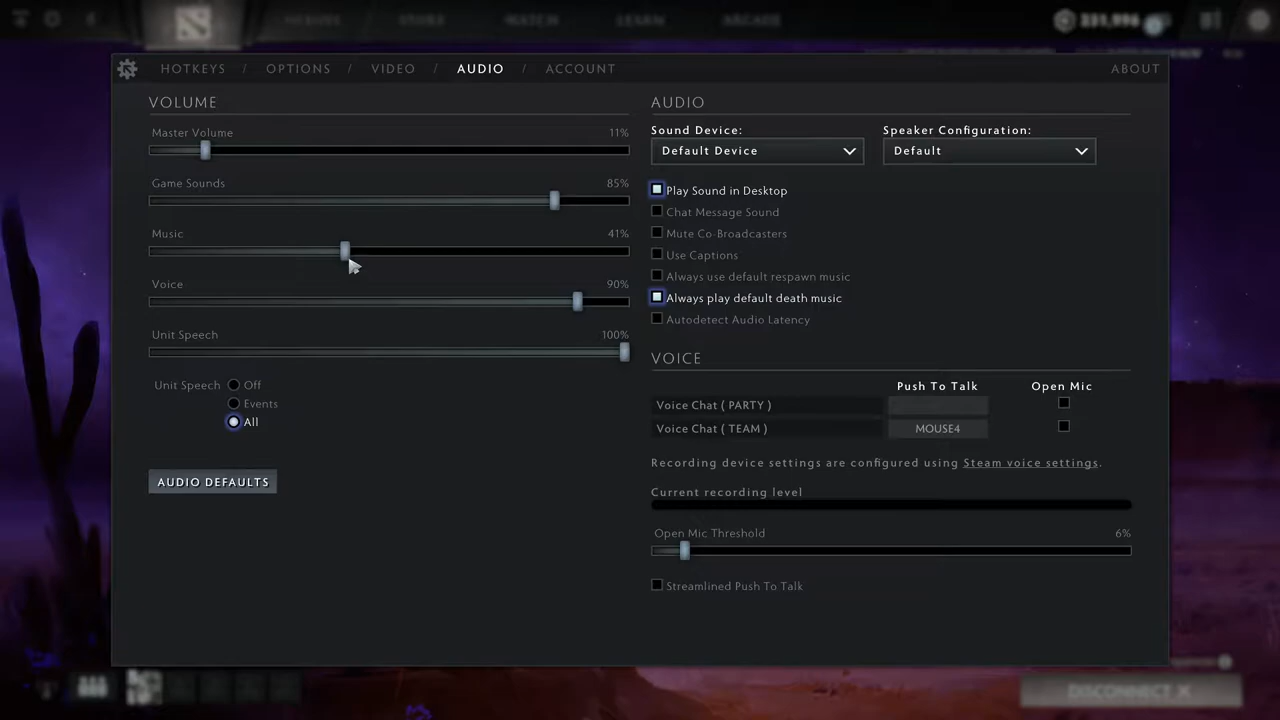 HOTKEYS / OPTIONS / VIDEO / AUDIO / ACCOUNT
ABOUT
VOLUME
Master Volume 11%
Game Sounds 85%
Music 41%
Voice 90%
Unit Speech 100%
Unit Speech Off
Events
All
AUDIO DEFAULTS
AUDIO
Sound Device: Speaker Configuration:
Default Device Default
Play Sound in Desktop
Chat Message Sound
Mute Co-Broadcasters
Use Captions
Always use default respawn music
Always play default death music
Autodetect Audio Latency
VOICE
Push To Talk Open Mic
Voice Chat ( PARTY )
Voice Chat ( TEAM ) MOUSE4
Recording device settings are configured using Steam voice settings.
Current recording level
Open Mic Threshold 6%
Streamlined Push To Talk
DISCONNECT X